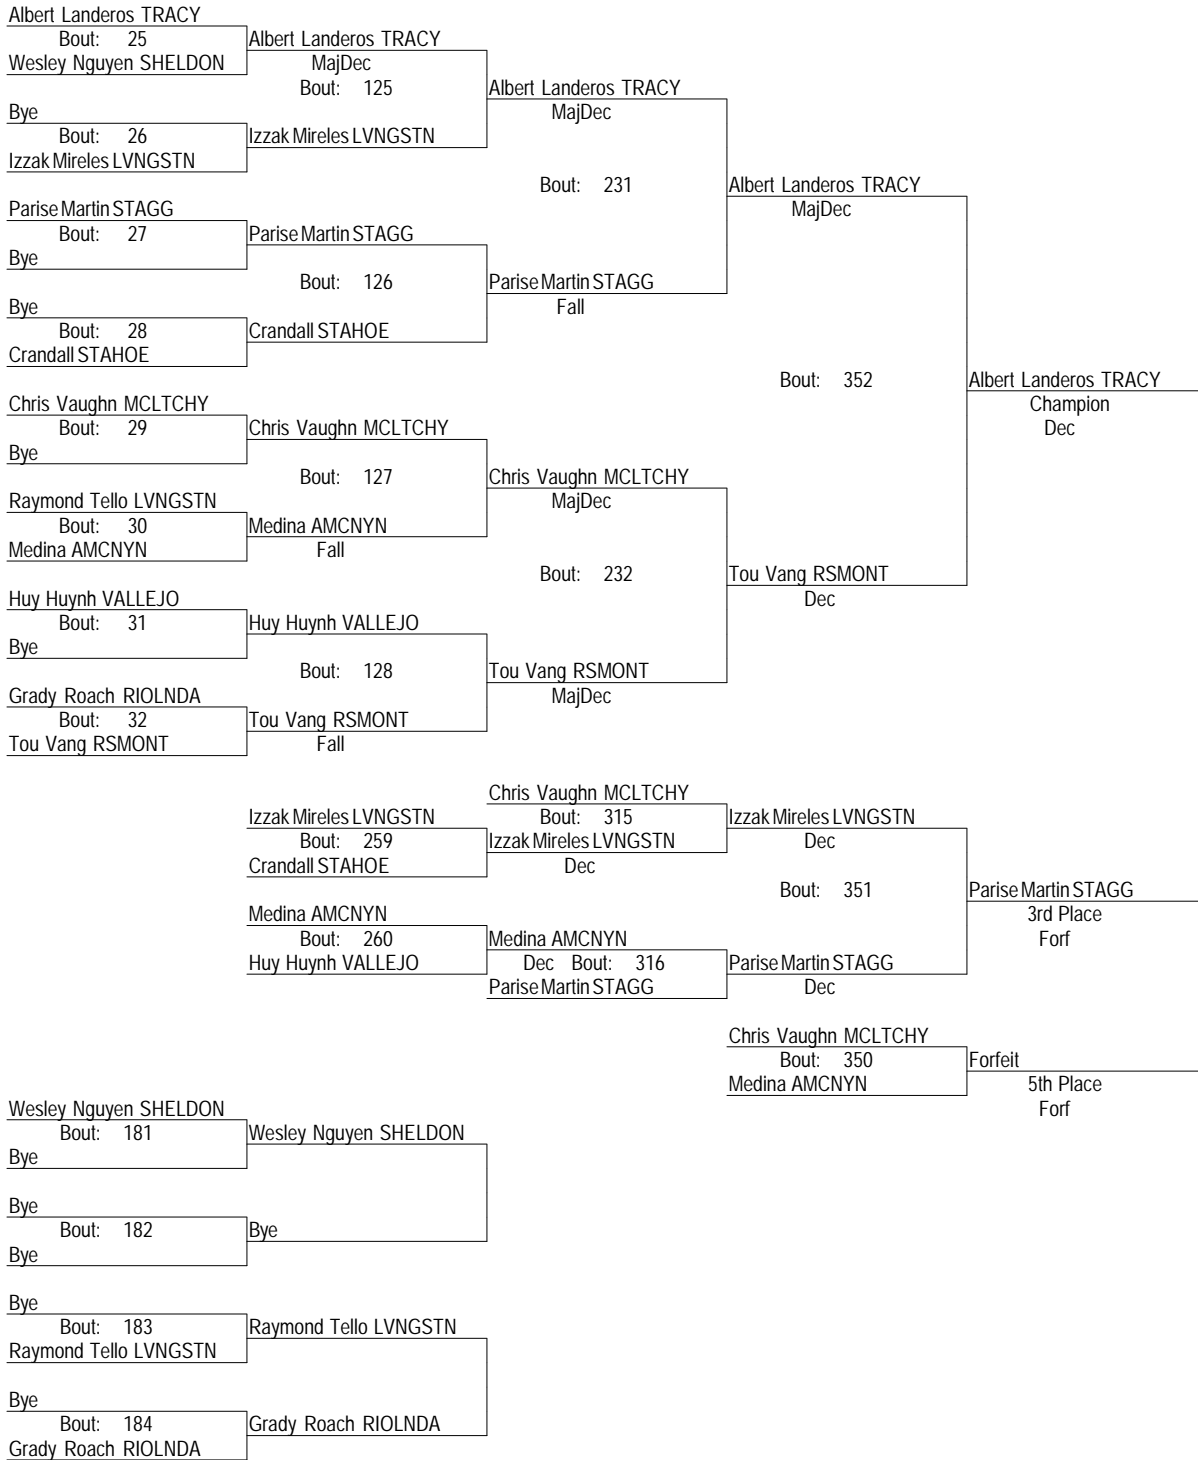 Albert Landeros TRACY
Bout: 25
Albert Landeros TRACY
Wesley Nguyen SHELDON
MajDec
Bout: 125
Albert Landeros TRACY
Bye
MajDec
Bout: 26
Izzak Mireles LVNGSTN
Izzak Mireles LVNGSTN
Bout: 231
Albert Landeros TRACY
Parise Martin STAGG
MajDec
Bout: 27
Parise Martin STAGG
Bye
Bout: 126
Parise Martin STAGG
Bye
Fall
Bout: 28
Crandall STAHOE
Crandall STAHOE
Bout: 352
Albert Landeros TRACY
Chris Vaughn MCLTCHY
Champion
Bout: 29
Chris Vaughn MCLTCHY
Dec
Bye
Bout: 127
Chris Vaughn MCLTCHY
Raymond Tello LVNGSTN
MajDec
Bout: 30
Medina AMCNYN
Medina AMCNYN
Fall
Bout: 232
Tou Vang RSMONT
Huy Huynh VALLEJO
Dec
Bout: 31
Huy Huynh VALLEJO
Bye
Bout: 128
Tou Vang RSMONT
Grady Roach RIOLNDA
MajDec
Bout: 32
Tou Vang RSMONT
Tou Vang RSMONT
Fall
Chris Vaughn MCLTCHY
Izzak Mireles LVNGSTN
Bout: 315
Izzak Mireles LVNGSTN
Bout: 259
Izzak Mireles LVNGSTN
Dec
Crandall STAHOE
Dec
Bout: 351
Parise Martin STAGG
Medina AMCNYN
3rd Place
Bout: 260
Medina AMCNYN
Forf
Huy Huynh VALLEJO
Dec Bout: 316
Parise Martin STAGG
Parise Martin STAGG
Dec
Chris Vaughn MCLTCHY
Bout: 350
Forfeit
Medina AMCNYN
5th Place
Forf
Wesley Nguyen SHELDON
Bout: 181
Wesley Nguyen SHELDON
Bye
Bye
Bout: 182
Bye
Bye
Bye
Bout: 183
Raymond Tello LVNGSTN
Raymond Tello LVNGSTN
Bye
Bout: 184
Grady Roach RIOLNDA
Grady Roach RIOLNDA